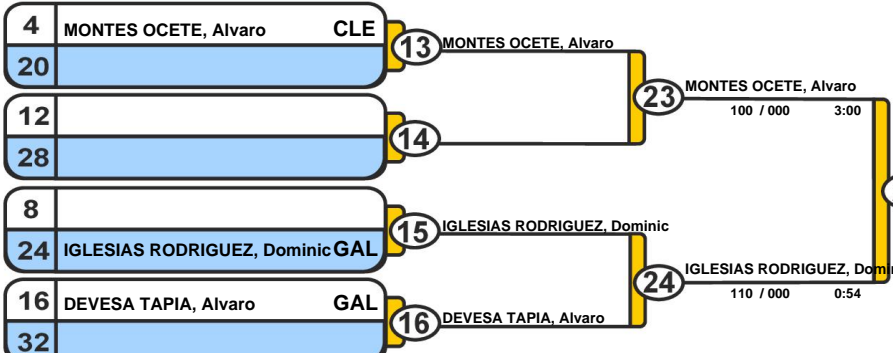 4 MONTES OCETE, Alvaro CLE
20
13 MONTES OCETE, Alvaro
12
28
14
23 MONTES OCETE, Alvaro
100 / 000 3:00
8
24 IGLESIAS RODRIGUEZ, Dominic GAL
15 IGLESIAS RODRIGUEZ, Dominic
16 DEVESA TAPIA, Alvaro GAL
32
16 DEVESA TAPIA, Alvaro
24 IGLESIAS RODRIGUEZ,
110 / 000 0:54